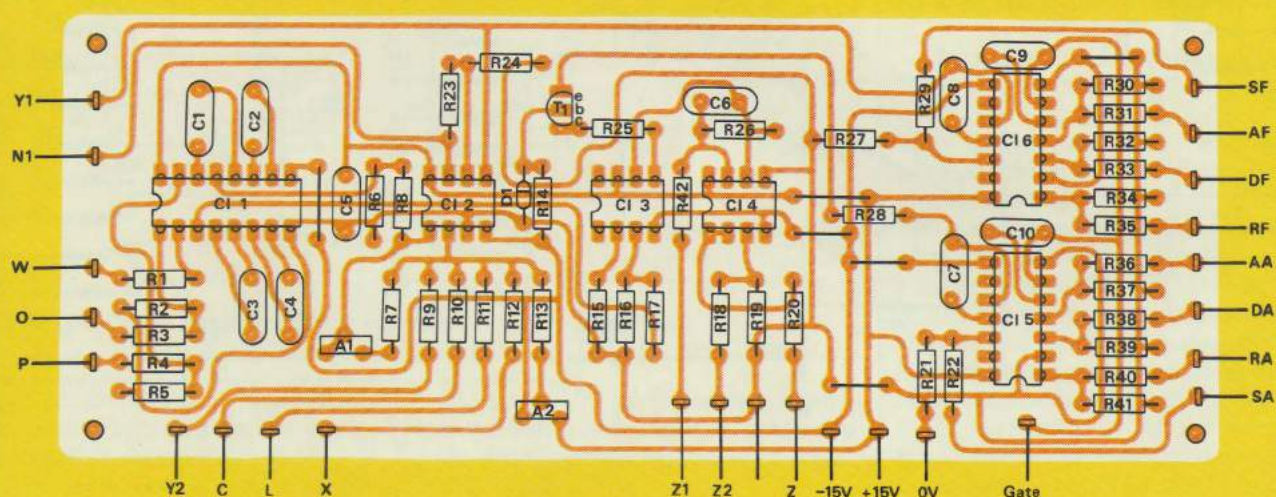 Y1
N1
W
O
P
Y2
C
L
X
Z1
Z2
Z
-15V
+15V
0V
Gate
SF
AF
DF
RF
AA
DA
RA
SA
C1
C2
R23
R24
T1
e
b
c
R25
C6
R26
R27
R29
C8
C9
CI 6
R30
R31
R32
R33
R34
R35
CI 1
C5
R6
R8
CI 2
D1
R14
CI 3
R42
CI 4
R28
C10
C7
CI 5
R36
R37
R38
R39
R40
R41
R1
R2
R3
R4
R5
C3
C4
A1
R7
R9
R10
R11
R12
R13
A2
R15
R16
R17
R18
R19
R20
R21
R22